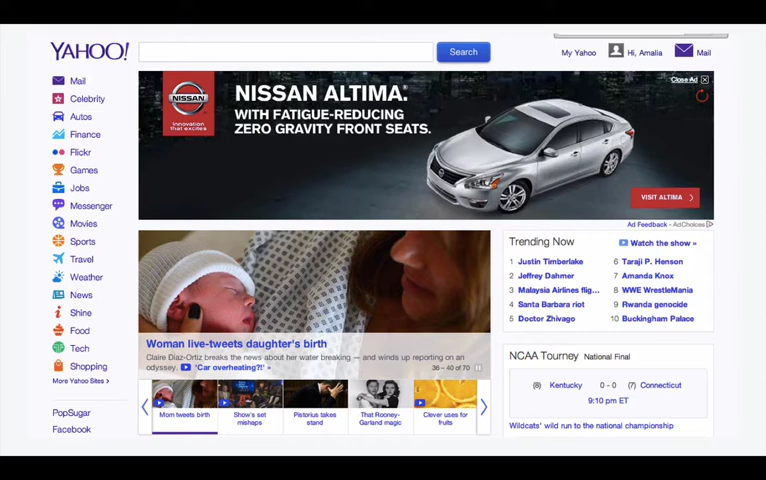 YAHOO!
Search
My Yahoo
Hi, Amalia
Mail
Mail
Celebrity
Autos
Finance
Flickr
Games
Jobs
Messenger
Movies
Sports
Travel
Weather
News
Shine
Food
Tech
Shopping
More Yahoo Sites >
PopSugar
Facebook
NISSAN
Innovation
that excites
NISSAN ALTIMA.
WITH FATIGUE-REDUCING
ZERO GRAVITY FRONT SEATS.
Close Ad X
VISIT ALTIMA >
Ad Feedback - AdChoices
Woman live-tweets daughter's birth
Claire Diaz-Ortiz breaks the news about her water breaking — and winds up reporting on an
odyssey. 'Car overheating?!' »
36 - 40 of 70
Mom tweets birth
Show's set
mishaps
Pistorius takes
stand
That Rooney-
Garland magic
Clever uses for
fruits
Trending Now
Watch the show »
1 Justin Timberlake
2 Jeffrey Dahmer
3 Malaysia Airlines flig...
4 Santa Barbara riot
5 Doctor Zhivago
6 Taraji P. Henson
7 Amanda Knox
8 WWE WrestleMania
9 Rwanda genocide
10 Buckingham Palace
NCAA Tourney National Final
(8) Kentucky 0 - 0 (7) Connecticut
9:10 pm ET
Wildcats' wild run to the national championship